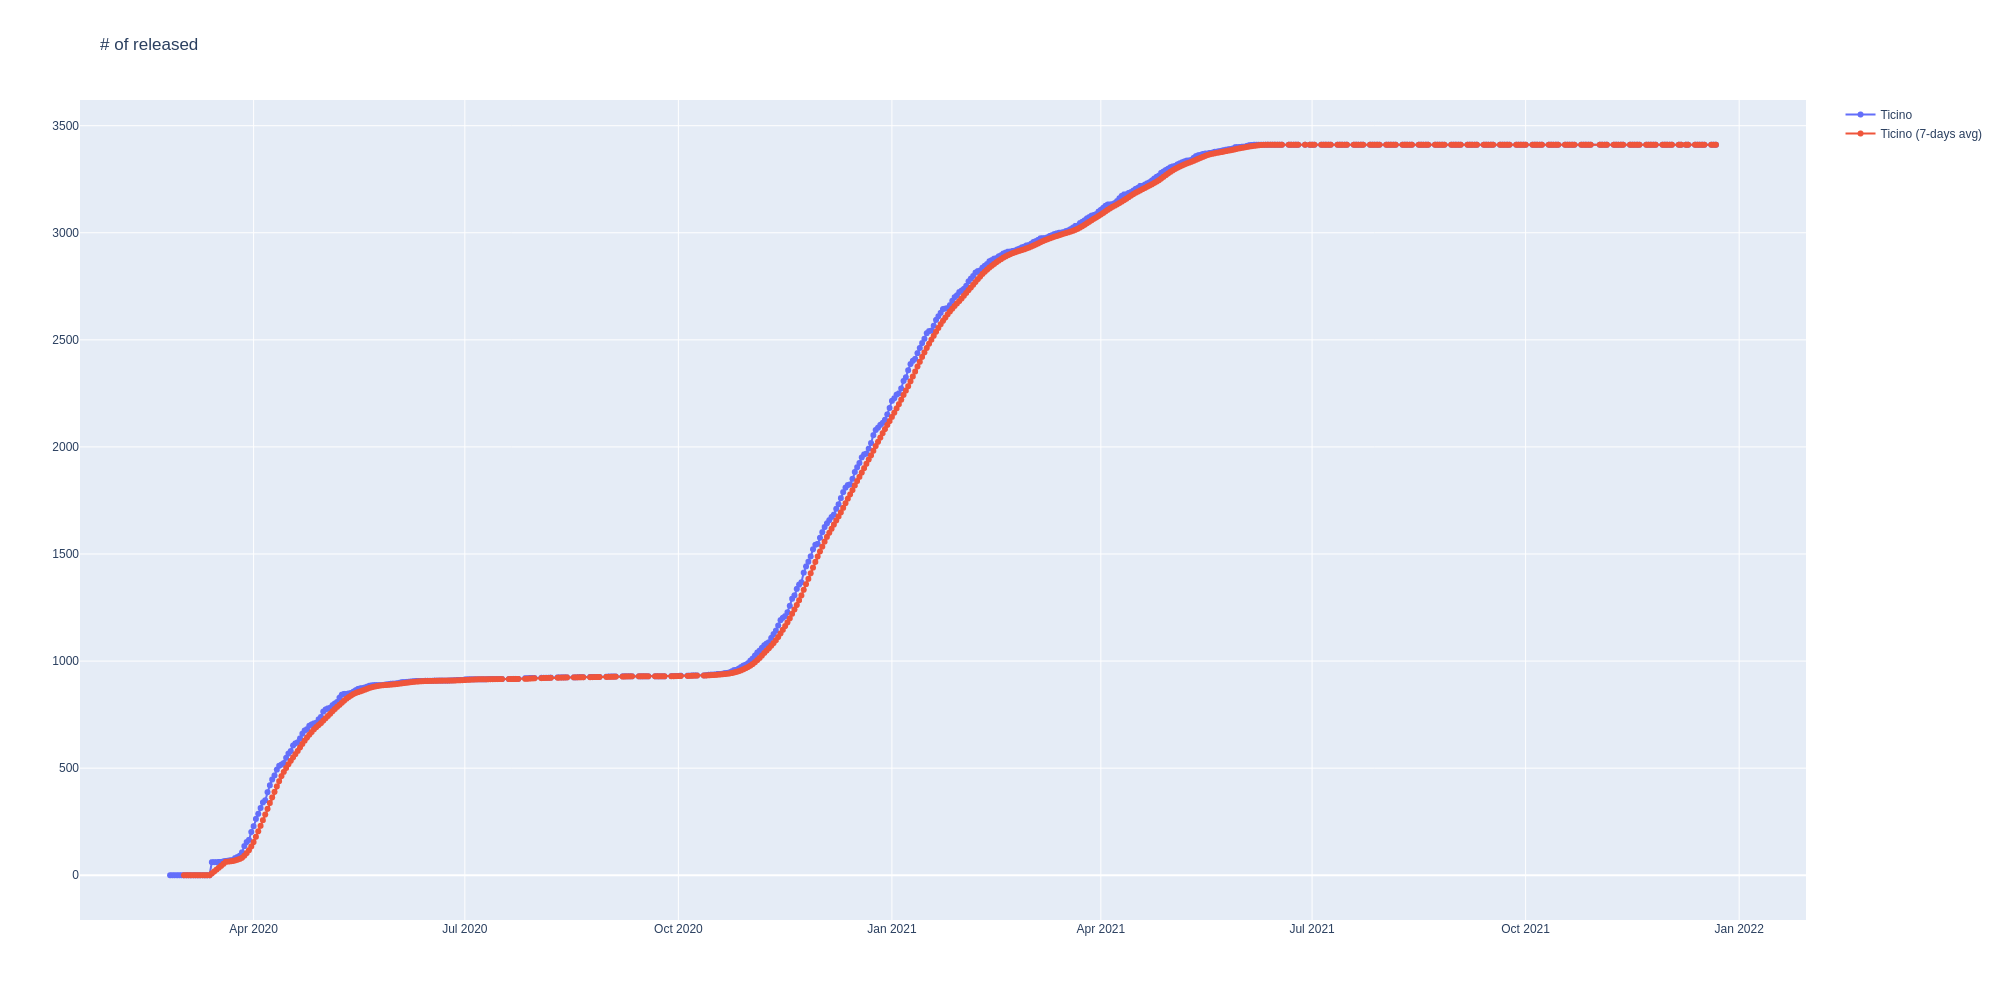 # of released
Ticino
Ticino (7-days avg)
3500
3000
2500
2000
1500
1000
500
0
Apr 2020
Jul 2020
Oct 2020
Jan 2021
Apr 2021
Jul 2021
Oct 2021
Jan 2022